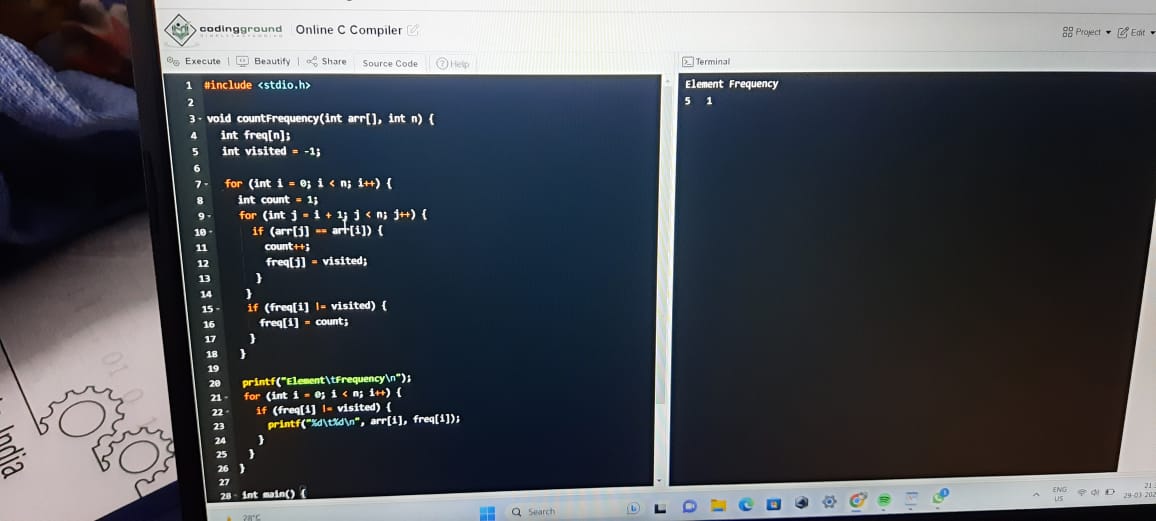 codingground
SIMPLY EASY CODING
Online C Compiler
Project
Edit
Execute | Beautify | Share Source Code Help
Terminal
1 #include <stdio.h>
2
3 void countFrequency(int arr[], int n) {
4 int freq[n];
5 int visited = -1;
6
7 for (int i = 0; i < n; i++) {
8 int count = 1;
9 for (int j = i + 1; j < n; j++) {
10 if (arr[j] == arr[i]) {
11 count++;
12 freq[j] = visited;
13 }
14 }
15 if (freq[i] != visited) {
16 freq[i] = count;
17 }
18 }
19
20 printf("Element\tFrequency\n");
21 for (int i = 0; i < n; i++) {
22 if (freq[i] != visited) {
23 printf("%d\t%d\n", arr[i], freq[i]);
24 }
25 }
26 }
27
28 int main() {
Element Frequency
5 1
India
28°C
Search
ENG
US
21:
29-03-202